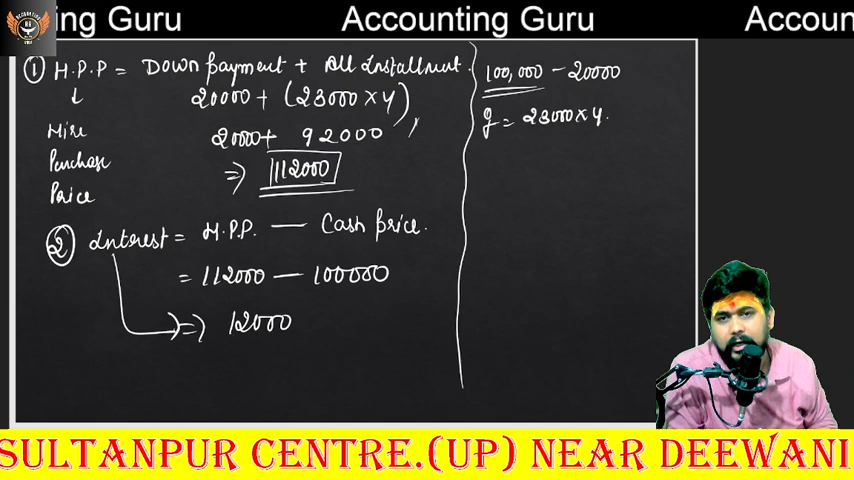 ing Guru Accounting Guru Accoun
① H.P.P = Down payment + All Installment.
↓ 20000 + (23000 × 4)
Hire 20000 + 92000
Purchase ⇒ 112000
Price
② Interest = H.P.P. — Cash price.
= 112000 — 100000
⇒ 12000
100,000 – 20000
= 23000 × 4.
SULTANPUR CENTRE.(UP) NEAR DEEWANI